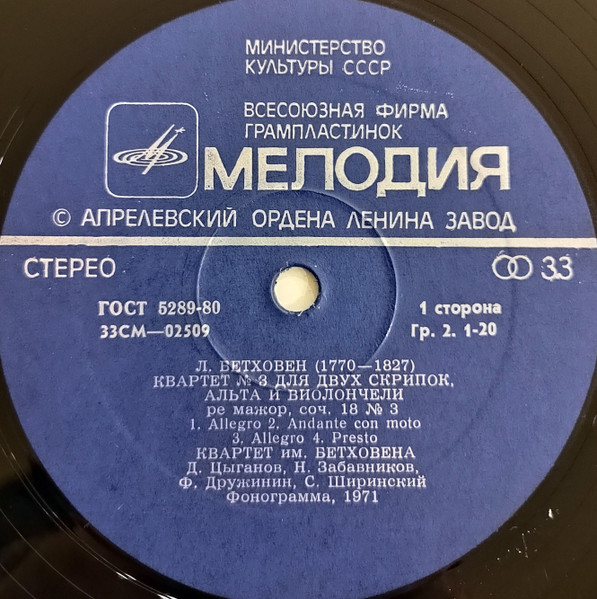 МИНИСТЕРСТВО
КУЛЬТУРЫ СССР
ВСЕСОЮЗНАЯ ФИРМА
ГРАМПЛАСТИНОК
МЕЛОДИЯ
© АПРЕЛЕВСКИЙ ОРДЕНА ЛЕНИНА ЗАВОД
СТЕРЕО 33
ГОСТ 5289-80 1 сторона
33СМ—02509 Гр. 2. 1-20
Л. БЕТХОВЕН (1770—1827)
КВАРТЕТ № 3 ДЛЯ ДВУХ СКРИПОК,
АЛЬТА И ВИОЛОНЧЕЛИ
ре мажор, соч. 18 № 3
1. Allegro 2. Andante con moto
3. Allegro 4. Presto
КВАРТЕТ им. БЕТХОВЕНА
Д. Цыганов, Н. Забавников,
Ф. Дружинин, С. Ширинский
Фонограмма, 1971